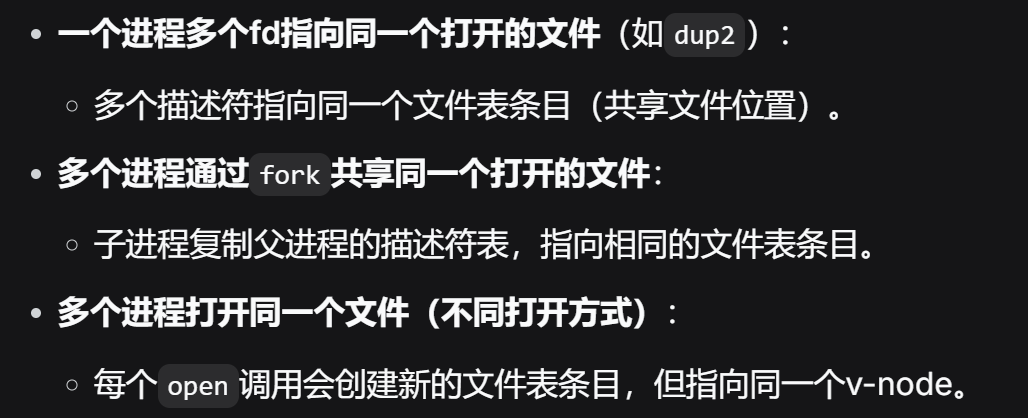 一个进程多个fd指向同一个打开的文件（如 dup2 ）：
多个描述符指向同一个文件表条目（共享文件位置）。
多个进程通过 fork 共享同一个打开的文件：
子进程复制父进程的描述符表，指向相同的文件表条目。
多个进程打开同一个文件（不同打开方式）：
每个 open 调用会创建新的文件表条目，但指向同一个v-node。